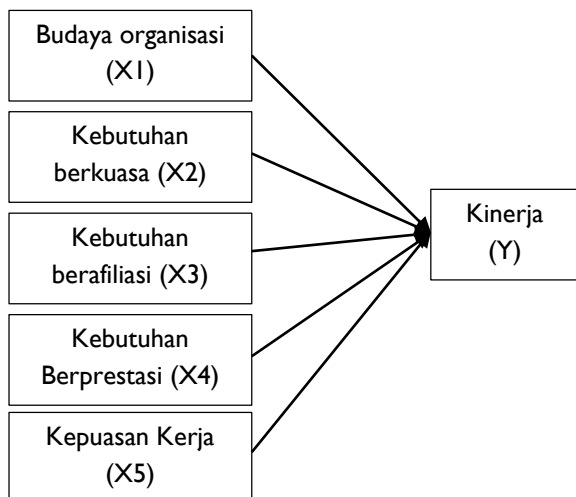 Budaya organisasi
(X1)
Kebutuhan
berkuasa (X2)
Kebutuhan
berafiliasi (X3)
Kebutuhan
Berprestasi (X4)
Kepuasan Kerja
(X5)
Kinerja
(Y)